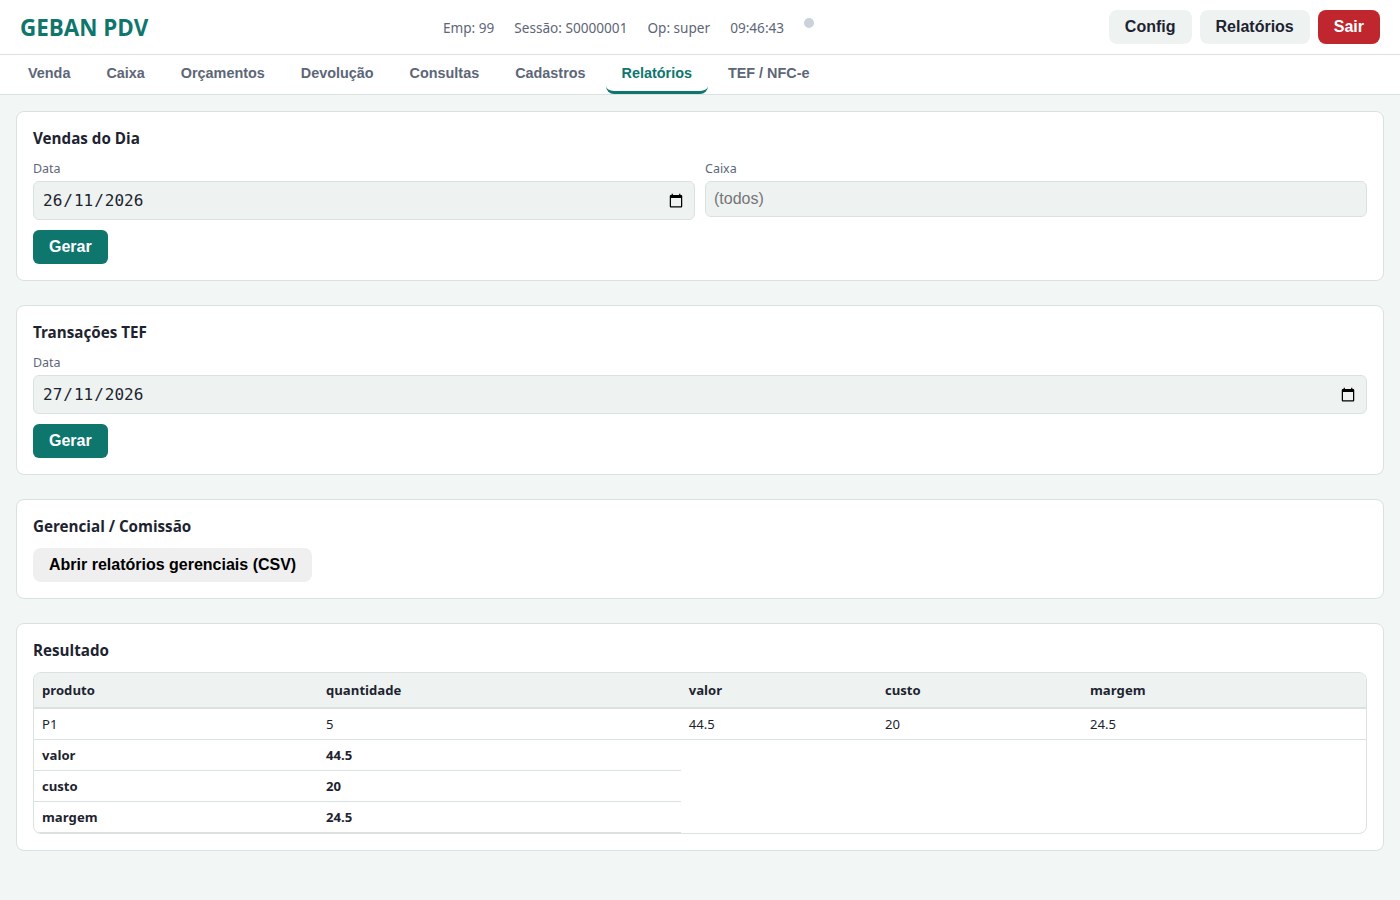 GEBAN PDV
Emp: 99 Sessão: S0000001 Op: super 09:46:43
Config Relatórios Sair
Venda Caixa Orçamentos Devolução Consultas Cadastros Relatórios TEF / NFC-e
Vendas do Dia
Data Caixa
26/11/2026 (todos)
Gerar
Transações TEF
Data
27/11/2026
Gerar
Gerencial / Comissão
Abrir relatórios gerenciais (CSV)
Resultado
produto quantidade valor custo margem
P1 5 44.5 20 24.5
valor 44.5
custo 20
margem 24.5